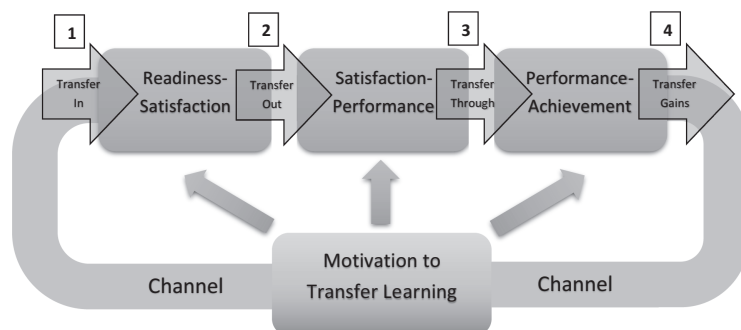 1
2
3
4
Transfer
In
Readiness-
Satisfaction
Transfer
Out
Satisfaction-
Performance
Transfer
Through
Performance-
Achievement
Transfer
Gains
Channel
Motivation to
Transfer Learning
Channel